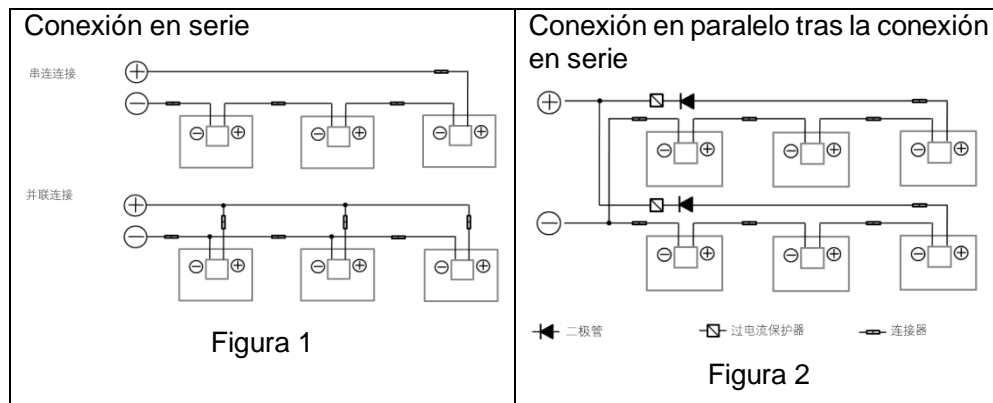 Conexión en serie
串连连接
并联连接
Figura 1
Conexión en paralelo tras la conexión
en serie
二极管
过电流保护器
连接器
Figura 2